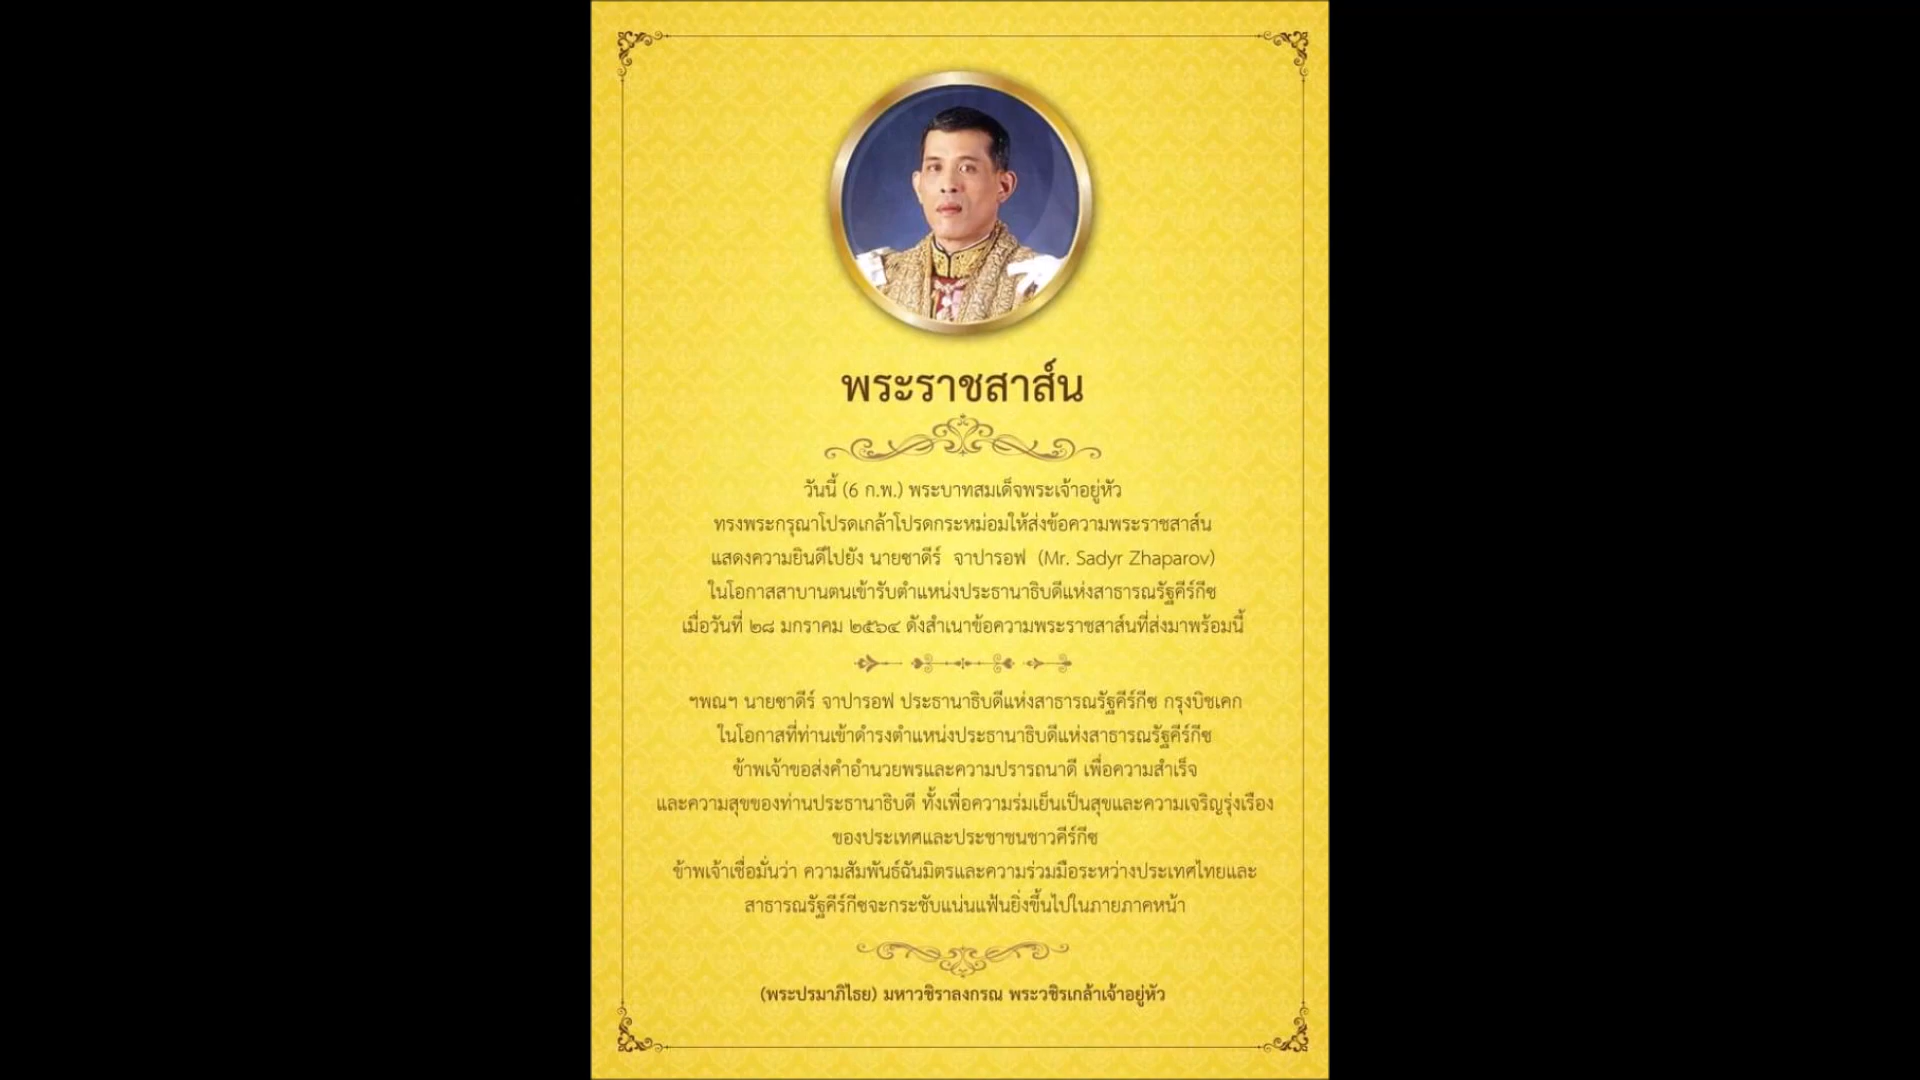 พระราชสาส์น
วันนี้ (6 ก.พ.) พระบาทสมเด็จพระเจ้าอยู่หัว
ทรงพระกรุณาโปรดเกล้าโปรดกระหม่อมให้ส่งข้อความพระราชสาส์น
แสดงความยินดีไปยัง นายซาดีร์ จาปารอฟ (Mr. Sadyr Zhaparov)
ในโอกาสสาบานตนเข้ารับตำแหน่งประธานาธิบดีแห่งสาธารณรัฐคีร์กีซ
เมื่อวันที่ ๒๘ มกราคม ๒๕๖๔ ดังสำเนาข้อความพระราชสาส์นที่ส่งมาพร้อมนี้
ฯพณฯ นายซาดีร์ จาปารอฟ ประธานาธิบดีแห่งสาธารณรัฐคีร์กีซ กรุงบิชเคก
ในโอกาสที่ท่านเข้าดำรงตำแหน่งประธานาธิบดีแห่งสาธารณรัฐคีร์กีซ
ข้าพเจ้าขอส่งคำอำนวยพรและความปรารถนาดี เพื่อความสำเร็จ
และความสุขของท่านประธานาธิบดี ทั้งเพื่อความร่มเย็นเป็นสุขและความเจริญรุ่งเรือง
ของประเทศและประชาชนชาวคีร์กีซ
ข้าพเจ้าเชื่อมั่นว่า ความสัมพันธ์ฉันมิตรและความร่วมมือระหว่างประเทศไทยและ
สาธารณรัฐคีร์กีซจะกระชับแน่นแฟ้นยิ่งขึ้นไปในภายภาคหน้า
(พระปรมาภิไธย) มหาวชิราลงกรณ พระวชิรเกล้าเจ้าอยู่หัว